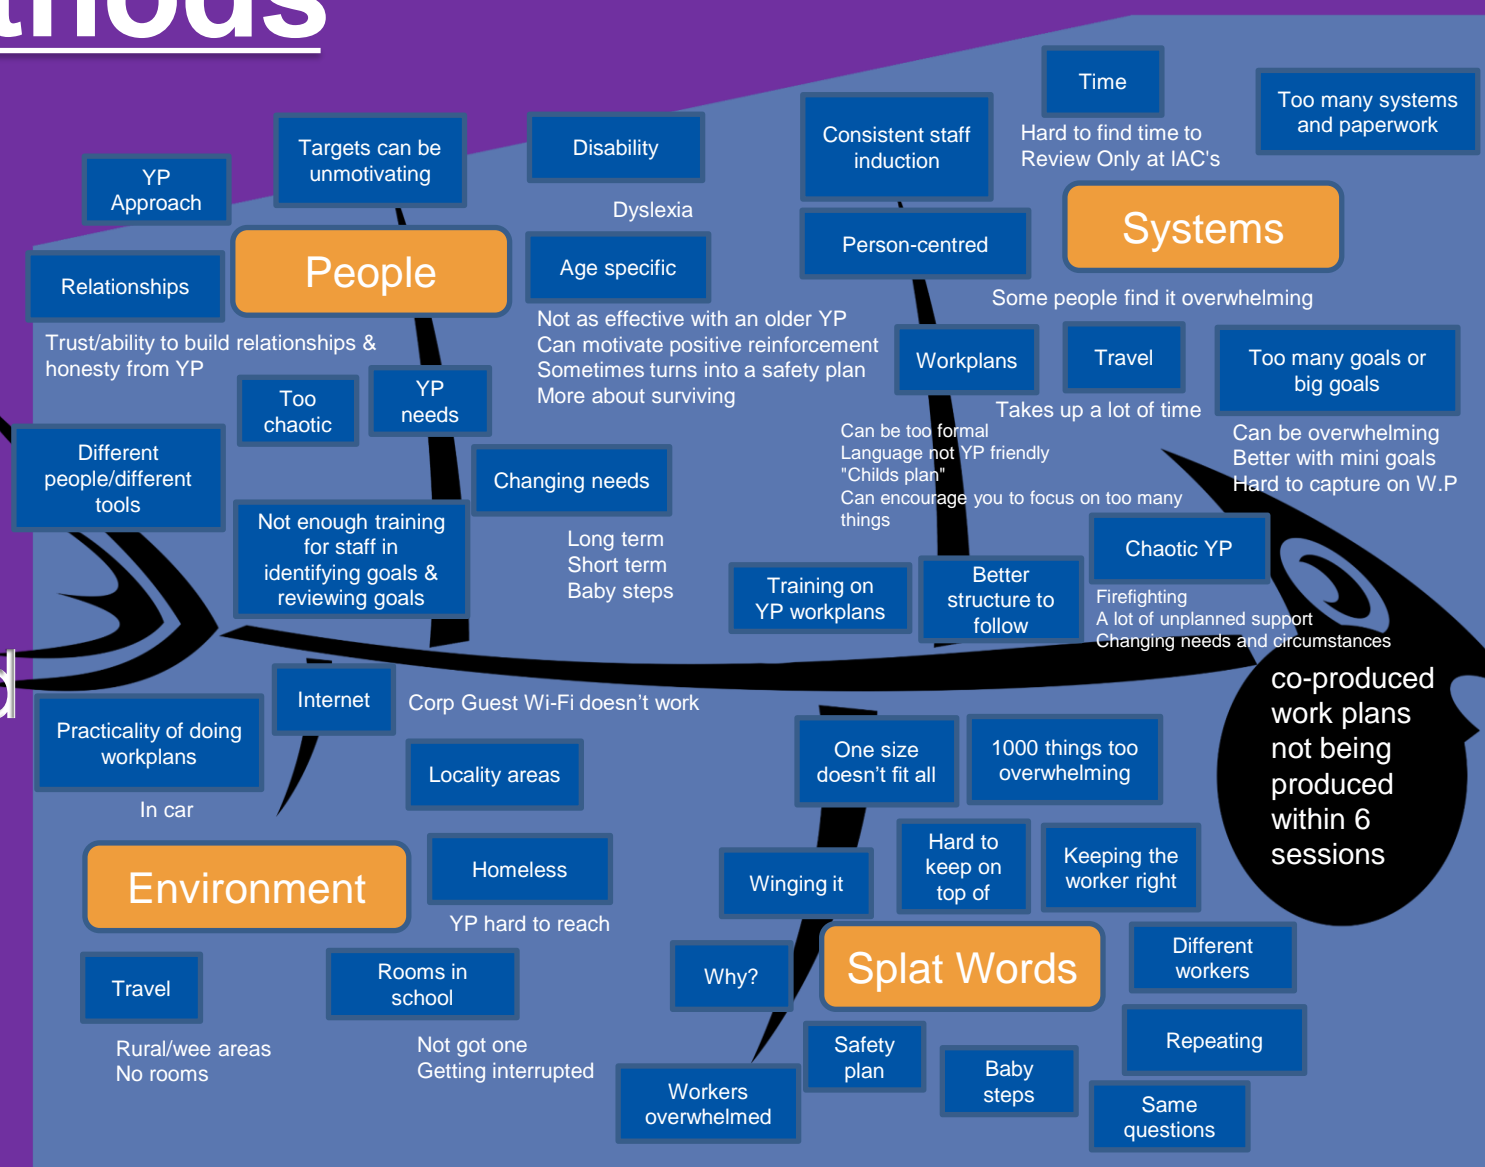 thods
YP
Approach
Targets can be
unmotivating
Disability
Dyslexia
People
Relationships
Trust/ability to build relationships &
honesty from YP
Age specific
Not as effective with an older YP
Can motivate positive reinforcement
Sometimes turns into a safety plan
More about surviving
Too
chaotic
YP
needs
Different
people/different
tools
Not enough training
for staff in
identifying goals &
reviewing goals
Changing needs
Long term
Short term
Baby steps
Consistent staff
induction
Time
Hard to find time to
Review Only at IAC's
Too many systems
and paperwork
Person-centred
Systems
Some people find it overwhelming
Workplans
Can be too formal
Language not YP friendly
"Childs plan"
Can encourage you to focus on too many
things
Travel
Takes up a lot of time
Too many goals or
big goals
Can be overwhelming
Better with mini goals
Hard to capture on W.P
Training on
YP workplans
Better
structure to
follow
Chaotic YP
Firefighting
A lot of unplanned support
Changing needs and circumstances
d
co-produced
work plans
not being
produced
within 6
sessions
Practicality of doing
workplans
In car
Internet
Corp Guest Wi-Fi doesn't work
Locality areas
Environment
Homeless
YP hard to reach
Travel
Rural/wee areas
No rooms
Rooms in
school
Not got one
Getting interrupted
One size
doesn't fit all
1000 things too
overwhelming
Winging it
Hard to
keep on
top of
Keeping the
worker right
Why?
Splat Words
Different
workers
Safety
plan
Repeating
Workers
overwhelmed
Baby
steps
Same
questions